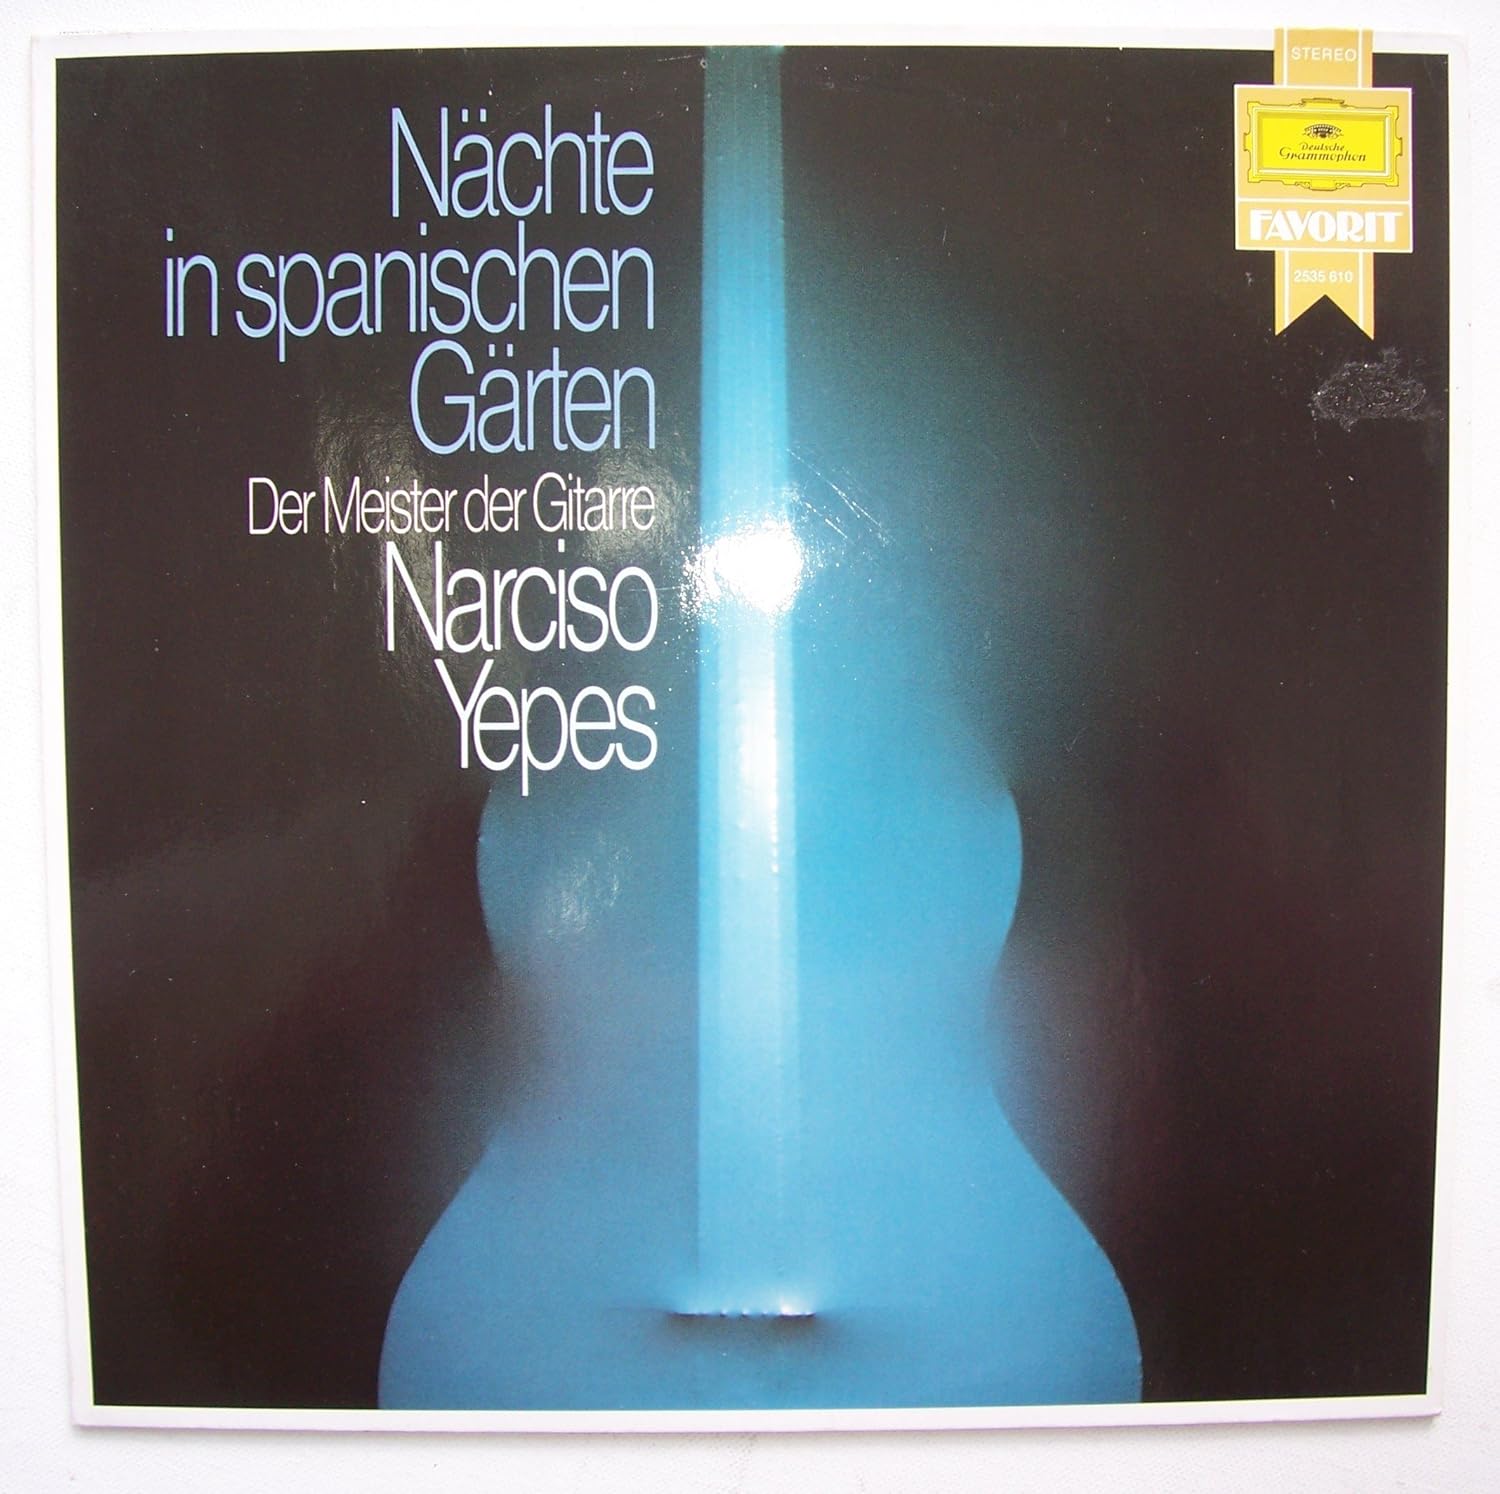 Nächte
in spanischen
Gärten
Der Meister der Gitarre
Narciso
Yepes
STEREO
Deutsche
Grammophon
FAVORIT
2535 610